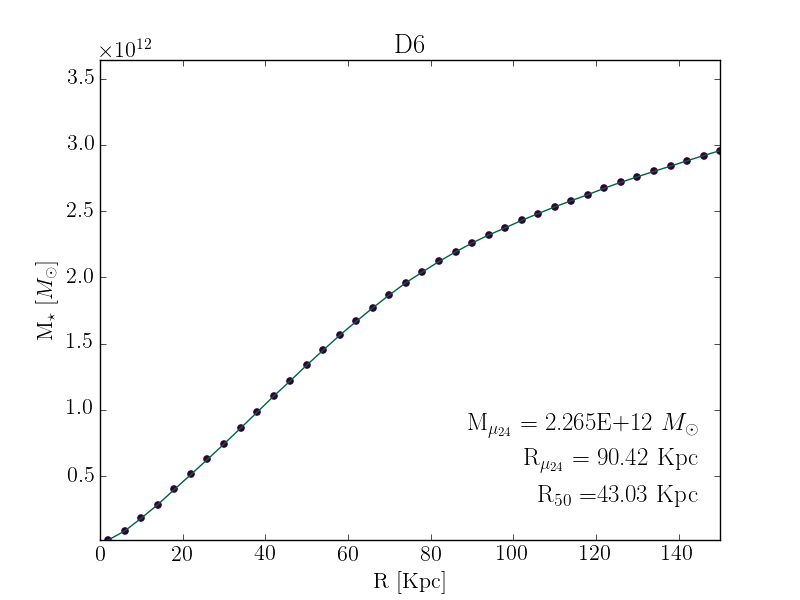 D6
×10¹²
3.5
3.0
2.5
2.0
1.5
1.0
0.5
M⋆ [M⊙]
M_μ₂₄ = 2.265E+12 M⊙
R_μ₂₄ = 90.42 Kpc
R₅₀ =43.03 Kpc
0 20 40 60 80 100 120 140
R [Kpc]